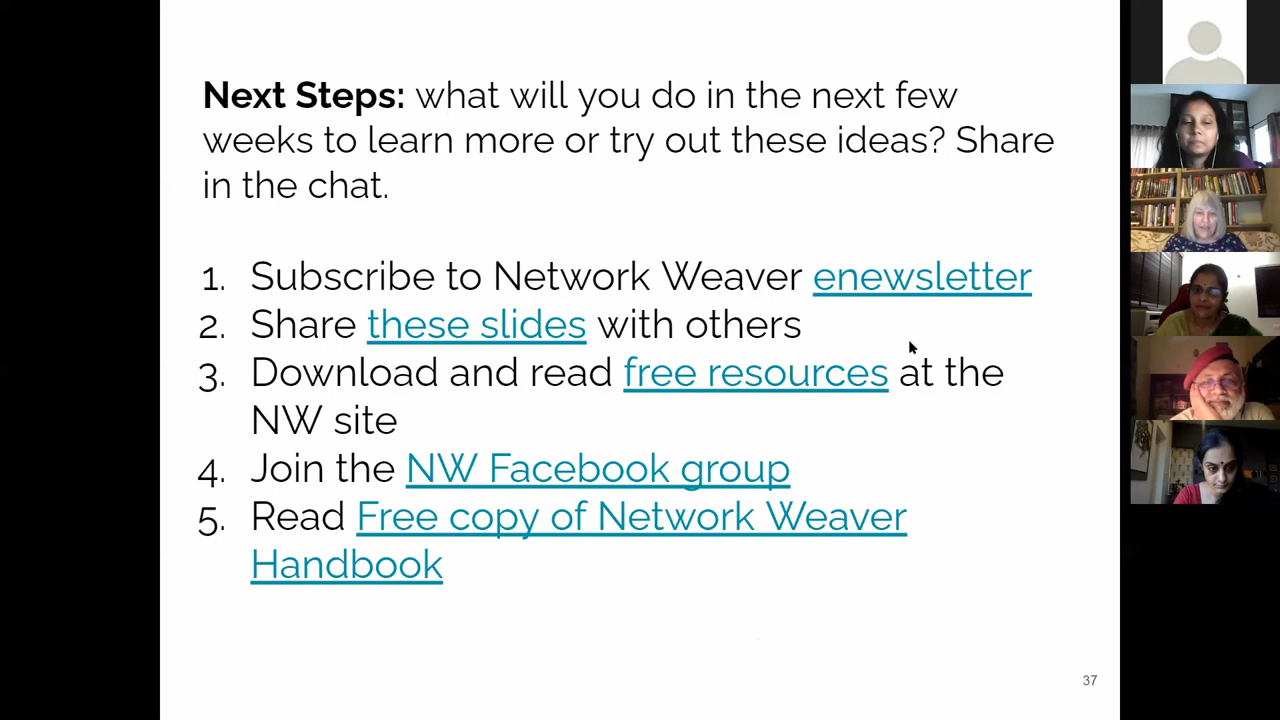 Next Steps: what will you do in the next few
weeks to learn more or try out these ideas? Share
in the chat.
1. Subscribe to Network Weaver enewsletter
2. Share these slides with others
3. Download and read free resources at the
NW site
4. Join the NW Facebook group
5. Read Free copy of Network Weaver
Handbook
37